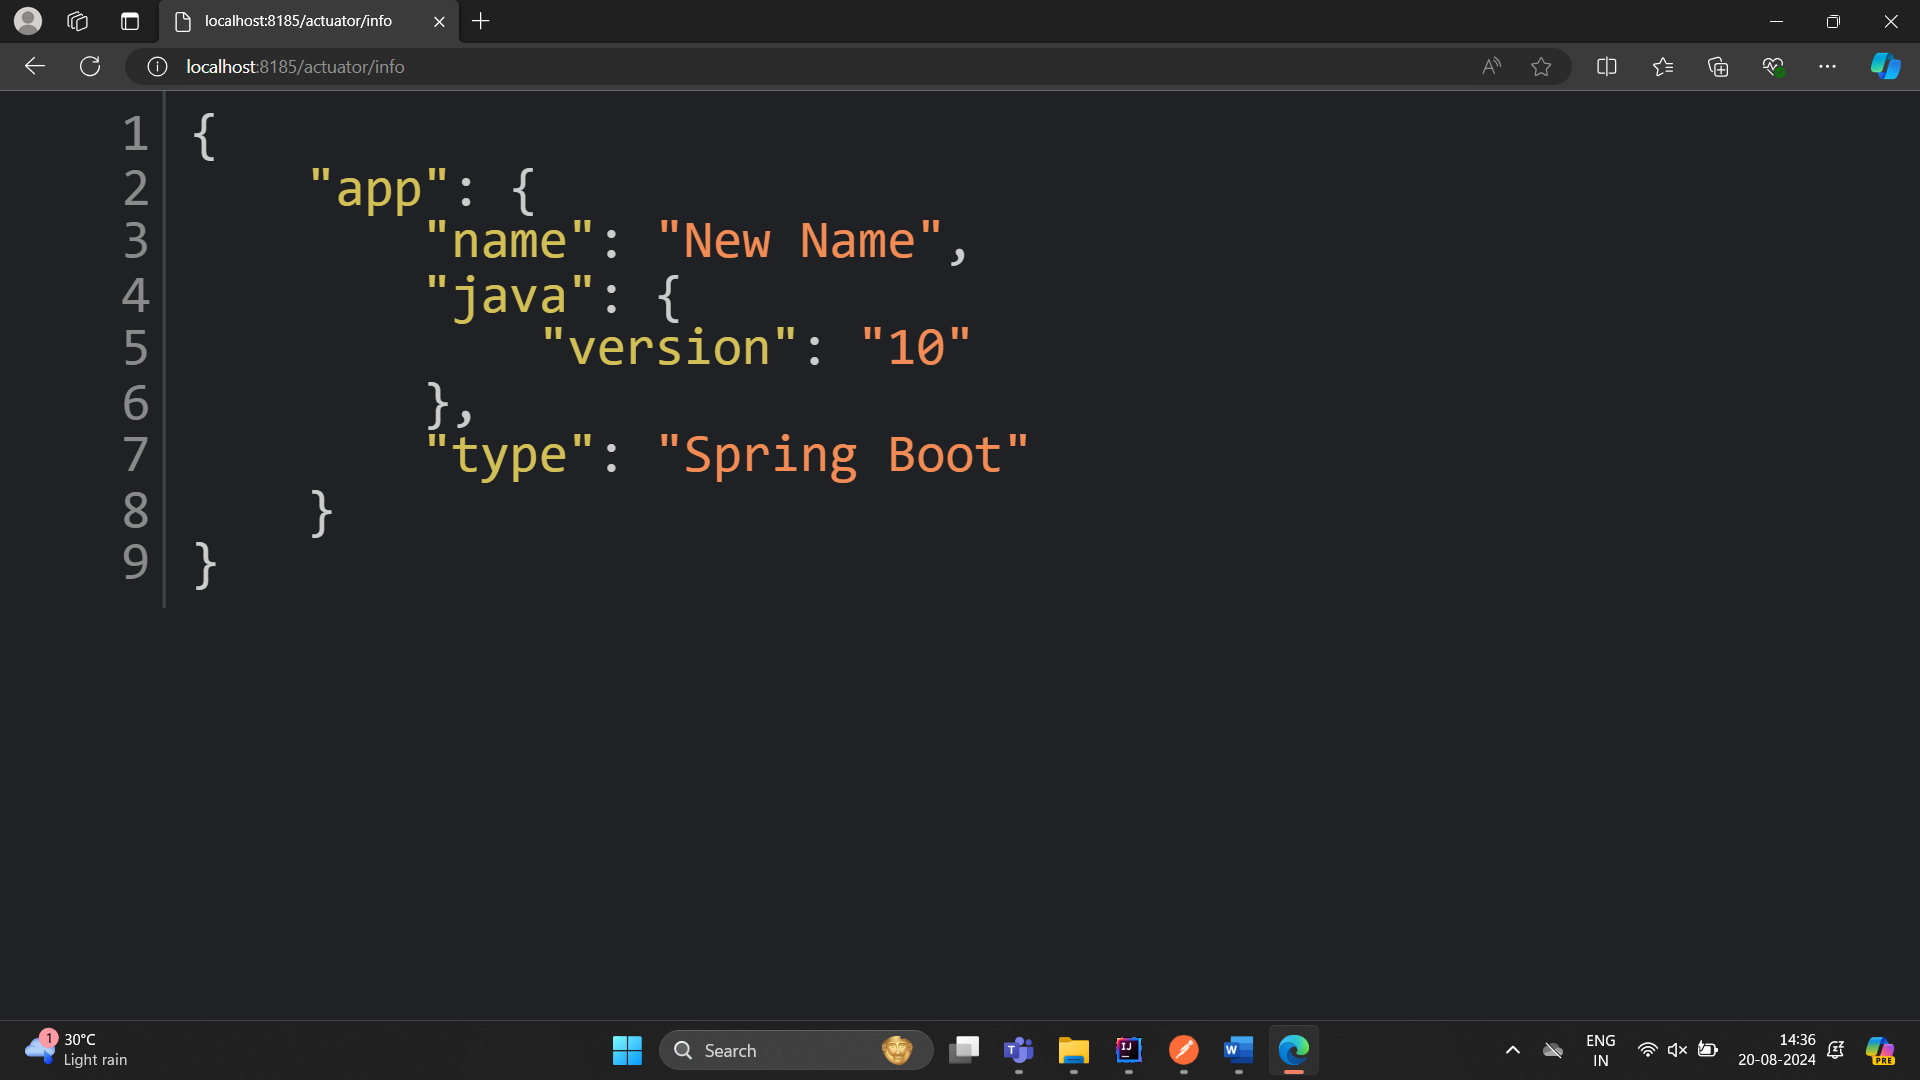 localhost:8185/actuator/info
localhost:8185/actuator/info
1 {
2 "app": {
3 "name": "New Name",
4 "java": {
5 "version": "10"
6 },
7 "type": "Spring Boot"
8 }
9 }
1
30°C
Light rain
Search
ENG
IN
14:36
20-08-2024
PRE